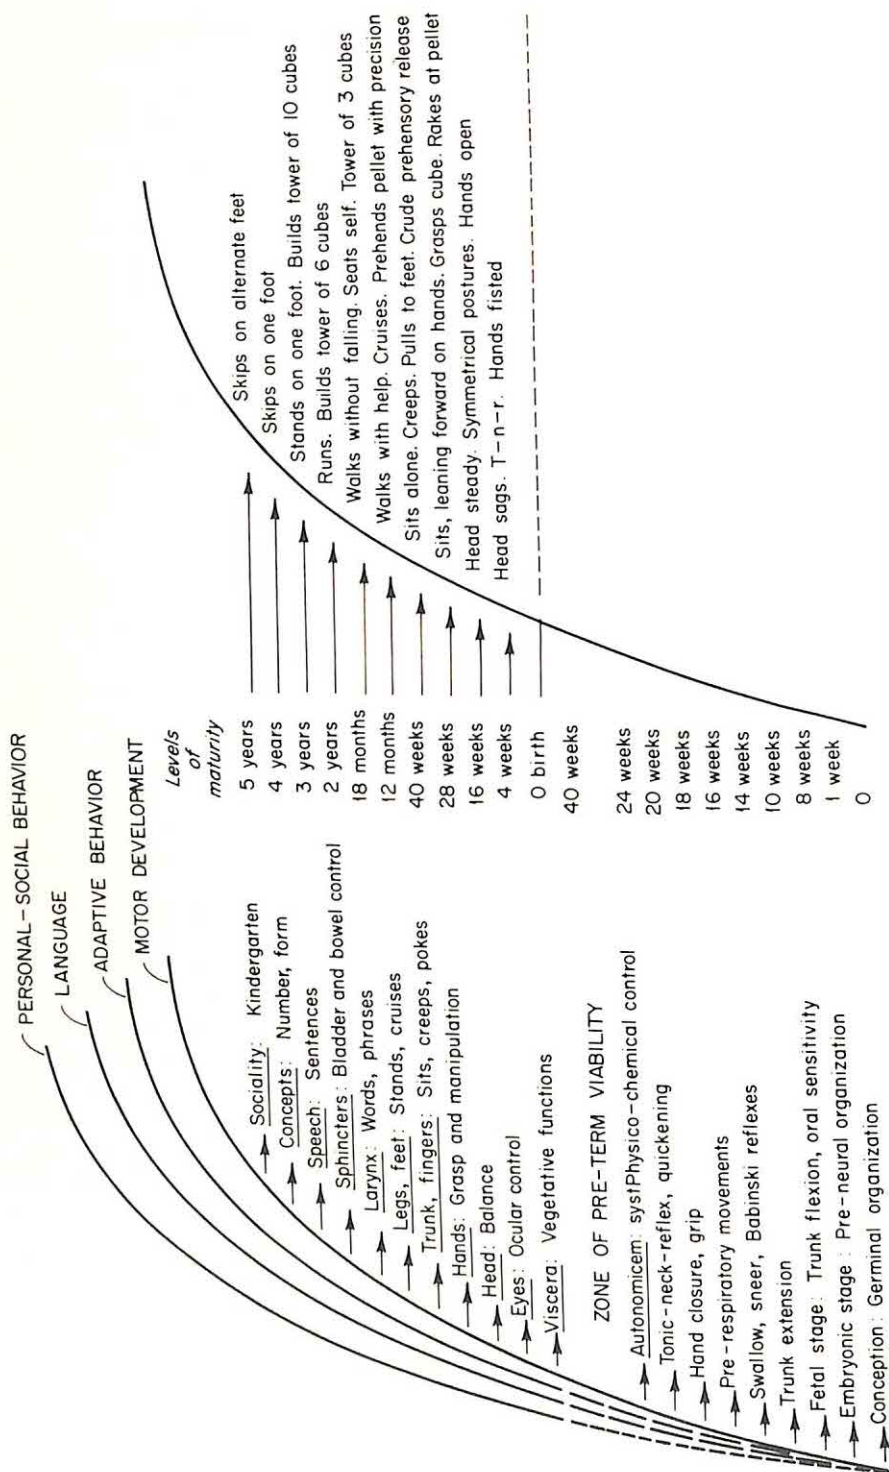 PERSONAL-SOCIAL BEHAVIOR
LANGUAGE
ADAPTIVE BEHAVIOR
MOTOR DEVELOPMENT
Sociality: Kindergarten
Concepts: Number, form
Speech: Sentences
Sphincters: Bladder and bowel control
Larynx: Words, phrases
Legs, feet: Stands, cruises
Trunk, fingers: Sits, creeps, pokes
Hands: Grasp and manipulation
Head: Balance
Eyes: Ocular control
Viscera: Vegetative functions
ZONE OF PRE-TERM VIABILITY
Autonomicem: systPhysico-chemical control
Tonic-neck-reflex, quickening
Hand closure, grip
Pre-respiratory movements
Swallow, sneer, Babinski reflexes
Trunk extension
Fetal stage: Trunk flexion, oral sensitivity
Embryonic stage: Pre-neural organization
Conception: Germinal organization
Levels
of
maturity
5 years
4 years
3 years
2 years
18 months
12 months
40 weeks
28 weeks
16 weeks
4 weeks
0 birth
40 weeks
24 weeks
20 weeks
18 weeks
16 weeks
14 weeks
10 weeks
8 weeks
1 week
0
Skips on alternate feet
Skips on one foot
Stands on one foot. Builds tower of 10 cubes
Runs. Builds tower of 6 cubes
Walks without falling. Seats self. Tower of 3 cubes
Walks with help. Cruises. Prehends pellet with precision
Sits alone. Creeps. Pulls to feet. Crude prehensory release
Sits, leaning forward on hands. Grasps cube. Rakes at pellet
Head steady. Symmetrical postures. Hands open
Head sags. T-n-r. Hands fisted